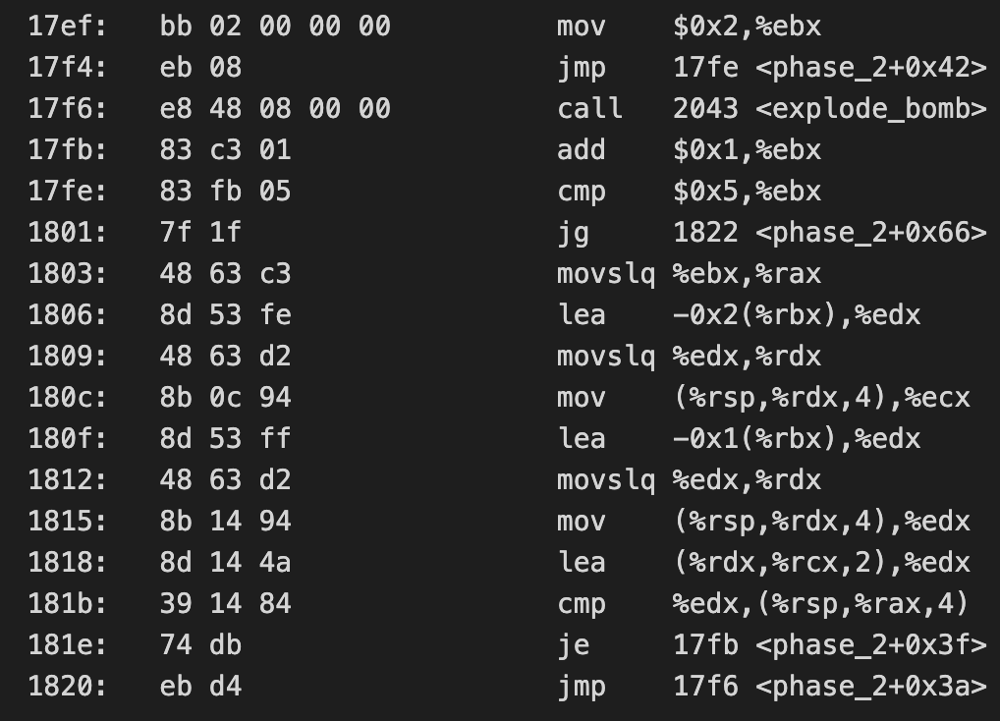 17ef: bb 02 00 00 00 mov $0x2,%ebx
17f4: eb 08 jmp 17fe <phase_2+0x42>
17f6: e8 48 08 00 00 call 2043 <explode_bomb>
17fb: 83 c3 01 add $0x1,%ebx
17fe: 83 fb 05 cmp $0x5,%ebx
1801: 7f 1f jg 1822 <phase_2+0x66>
1803: 48 63 c3 movslq %ebx,%rax
1806: 8d 53 fe lea -0x2(%rbx),%edx
1809: 48 63 d2 movslq %edx,%rdx
180c: 8b 0c 94 mov (%rsp,%rdx,4),%ecx
180f: 8d 53 ff lea -0x1(%rbx),%edx
1812: 48 63 d2 movslq %edx,%rdx
1815: 8b 14 94 mov (%rsp,%rdx,4),%edx
1818: 8d 14 4a lea (%rdx,%rcx,2),%edx
181b: 39 14 84 cmp %edx,(%rsp,%rax,4)
181e: 74 db je 17fb <phase_2+0x3f>
1820: eb d4 jmp 17f6 <phase_2+0x3a>